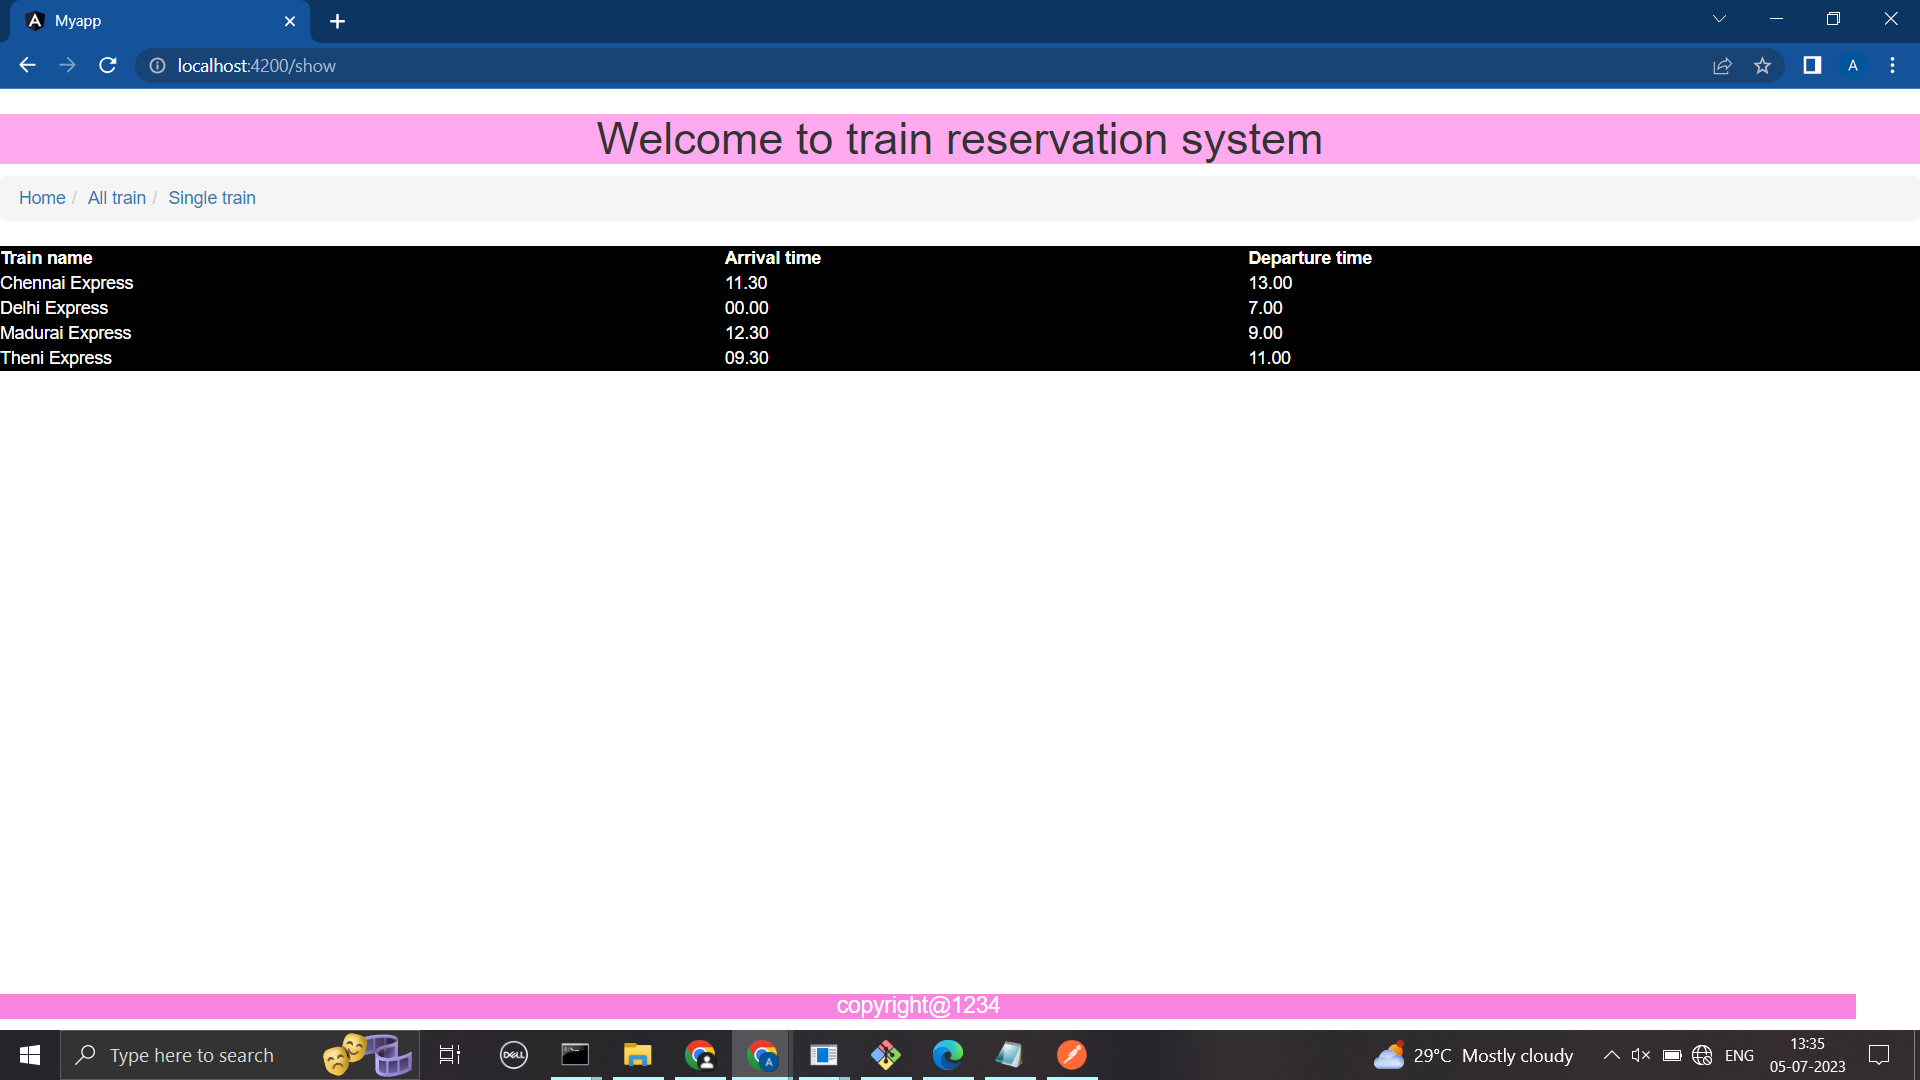 Myapp
localhost:4200/show
A
Welcome to train reservation system
Home / All train / Single train
Train name Arrival time Departure time
Chennai Express 11.30 13.00
Delhi Express 00.00 7.00
Madurai Express 12.30 9.00
Theni Express 09.30 11.00
copyright@1234
Type here to search
DELL
A
29°C Mostly cloudy
ENG
13:35
05-07-2023